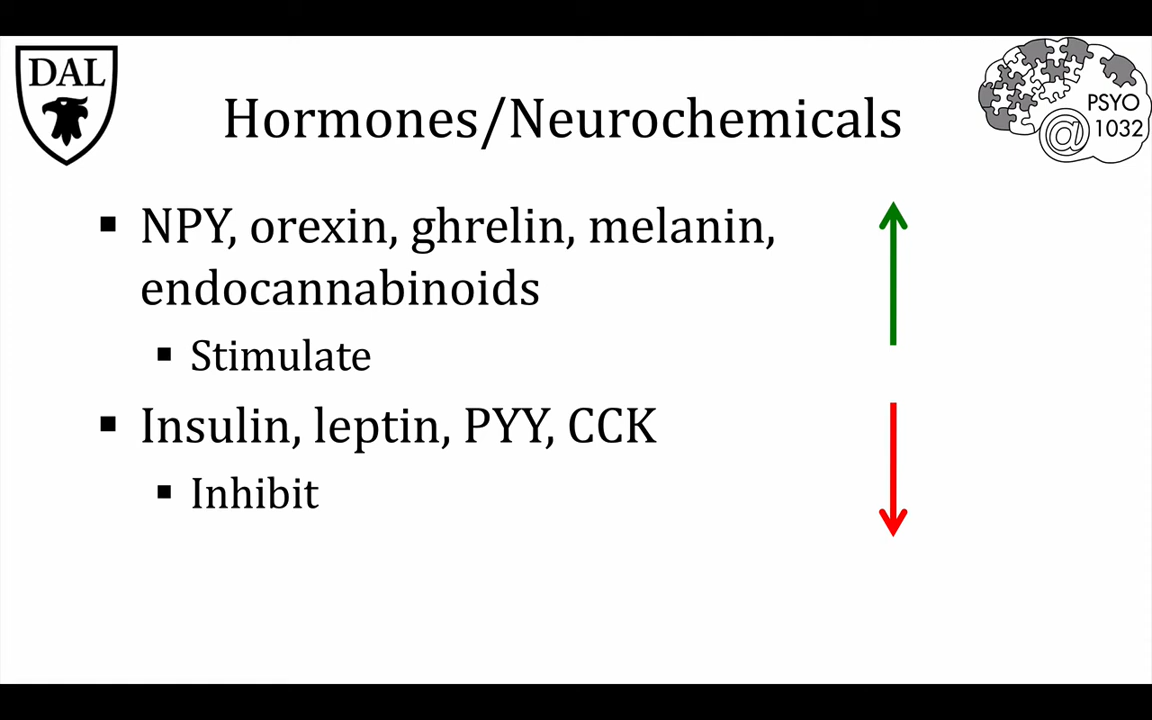 DAL
PSYO
@ 1032
Hormones/Neurochemicals
▪ NPY, orexin, ghrelin, melanin,
endocannabinoids
▪ Stimulate
▪ Insulin, leptin, PYY, CCK
▪ Inhibit